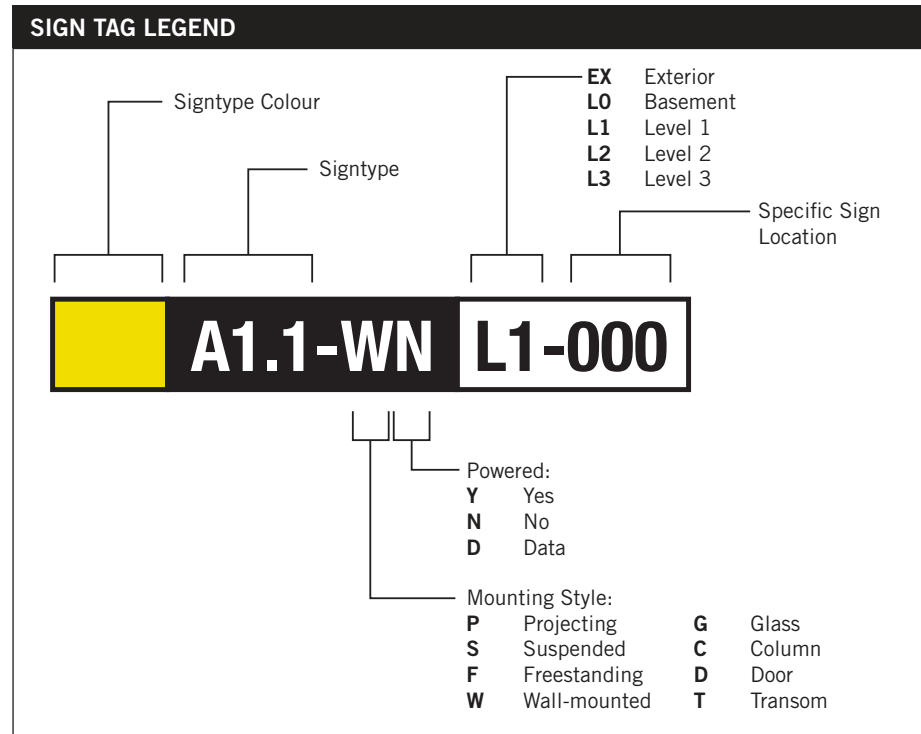 SIGN TAG LEGEND
Signtype Colour
Signtype
EX Exterior
L0 Basement
L1 Level 1
L2 Level 2
L3 Level 3
Specific Sign
Location
A1.1-WN L1-000
Powered:
Y Yes
N No
D Data
Mounting Style:
P Projecting G Glass
S Suspended C Column
F Freestanding D Door
W Wall-mounted T Transom